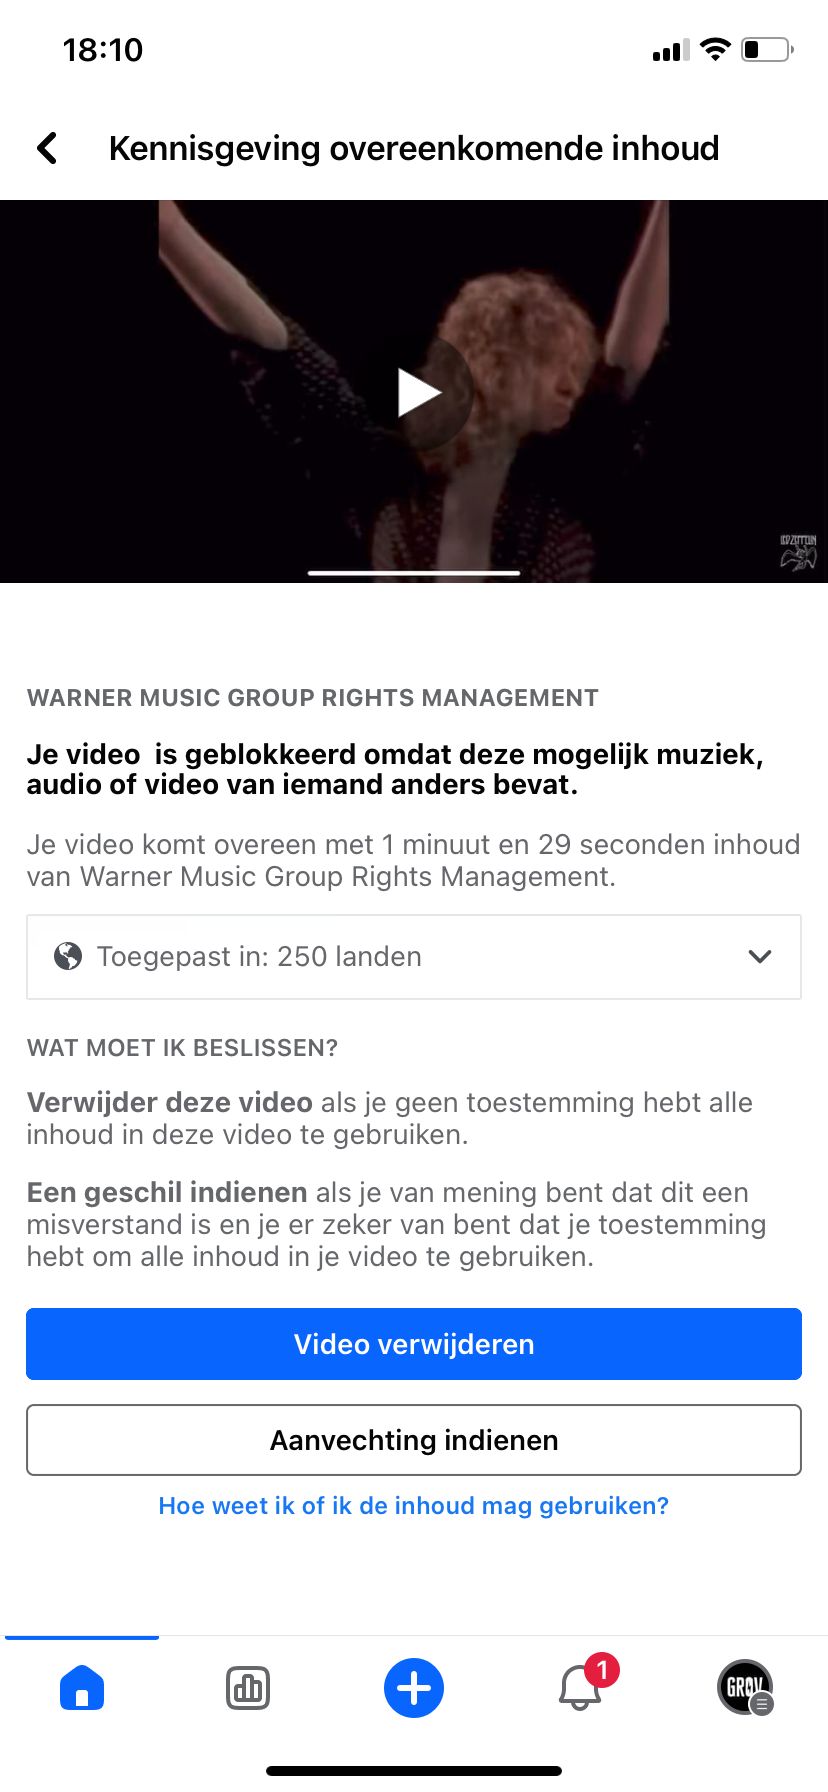 18:10
Kennisgeving overeenkomende inhoud
LED ZEPPELIN
WARNER MUSIC GROUP RIGHTS MANAGEMENT
Je video is geblokkeerd omdat deze mogelijk muziek,
audio of video van iemand anders bevat.
Je video komt overeen met 1 minuut en 29 seconden inhoud
van Warner Music Group Rights Management.
Toegepast in: 250 landen
WAT MOET IK BESLISSEN?
Verwijder deze video als je geen toestemming hebt alle
inhoud in deze video te gebruiken.
Een geschil indienen als je van mening bent dat dit een
misverstand is en je er zeker van bent dat je toestemming
hebt om alle inhoud in je video te gebruiken.
Video verwijderen
Aanvechting indienen
Hoe weet ik of ik de inhoud mag gebruiken?
1
GROV